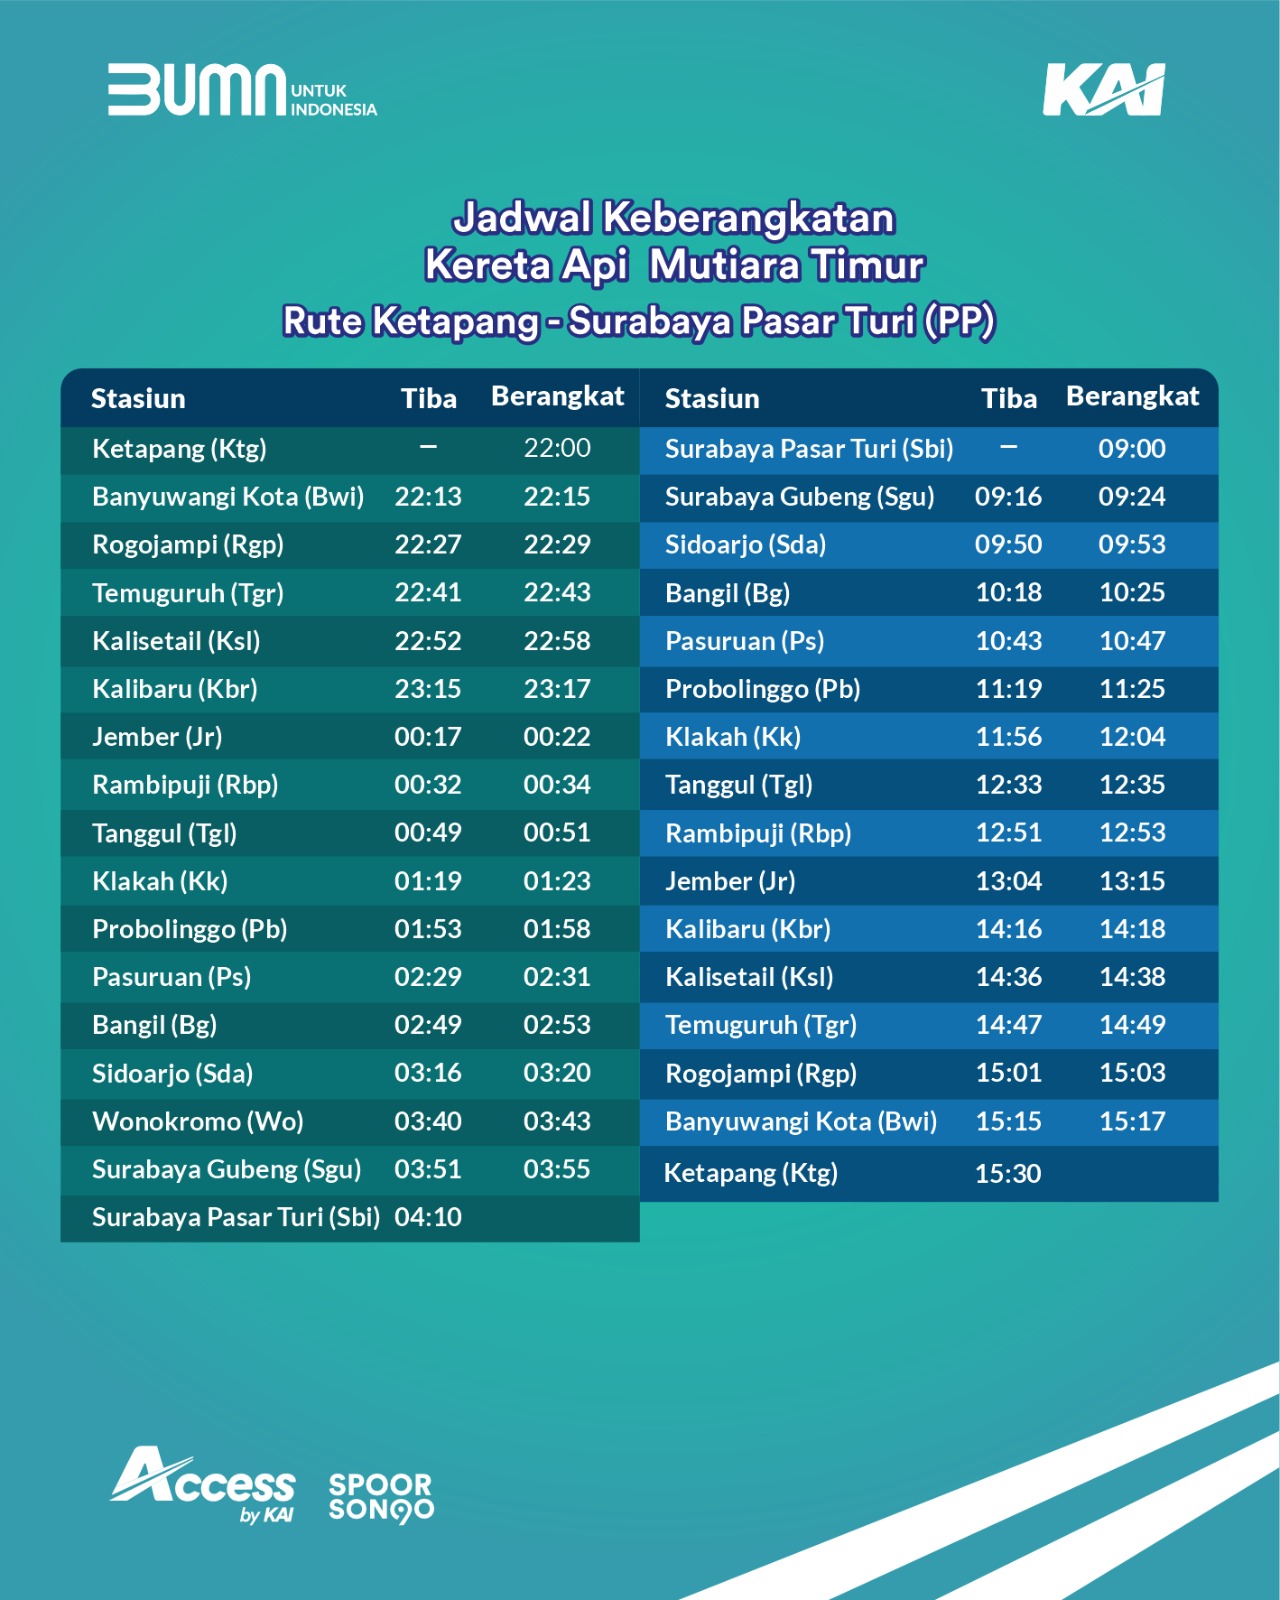 BUMN UNTUK
INDONESIA
KAI
Jadwal Keberangkatan
Kereta Api Mutiara Timur
Rute Ketapang - Surabaya Pasar Turi (PP)
Stasiun Tiba Berangkat
Ketapang (Ktg) – 22:00
Banyuwangi Kota (Bwi) 22:13 22:15
Rogojampi (Rgp) 22:27 22:29
Temuguruh (Tgr) 22:41 22:43
Kalisetail (Ksl) 22:52 22:58
Kalibaru (Kbr) 23:15 23:17
Jember (Jr) 00:17 00:22
Rambipuji (Rbp) 00:32 00:34
Tanggul (Tgl) 00:49 00:51
Klakah (Kk) 01:19 01:23
Probolinggo (Pb) 01:53 01:58
Pasuruan (Ps) 02:29 02:31
Bangil (Bg) 02:49 02:53
Sidoarjo (Sda) 03:16 03:20
Wonokromo (Wo) 03:40 03:43
Surabaya Gubeng (Sgu) 03:51 03:55
Surabaya Pasar Turi (Sbi) 04:10
Stasiun Tiba Berangkat
Surabaya Pasar Turi (Sbi) – 09:00
Surabaya Gubeng (Sgu) 09:16 09:24
Sidoarjo (Sda) 09:50 09:53
Bangil (Bg) 10:18 10:25
Pasuruan (Ps) 10:43 10:47
Probolinggo (Pb) 11:19 11:25
Klakah (Kk) 11:56 12:04
Tanggul (Tgl) 12:33 12:35
Rambipuji (Rbp) 12:51 12:53
Jember (Jr) 13:04 13:15
Kalibaru (Kbr) 14:16 14:18
Kalisetail (Ksl) 14:36 14:38
Temuguruh (Tgr) 14:47 14:49
Rogojampi (Rgp) 15:01 15:03
Banyuwangi Kota (Bwi) 15:15 15:17
Ketapang (Ktg) 15:30
Access
by KAI
SPOOR
SONGO